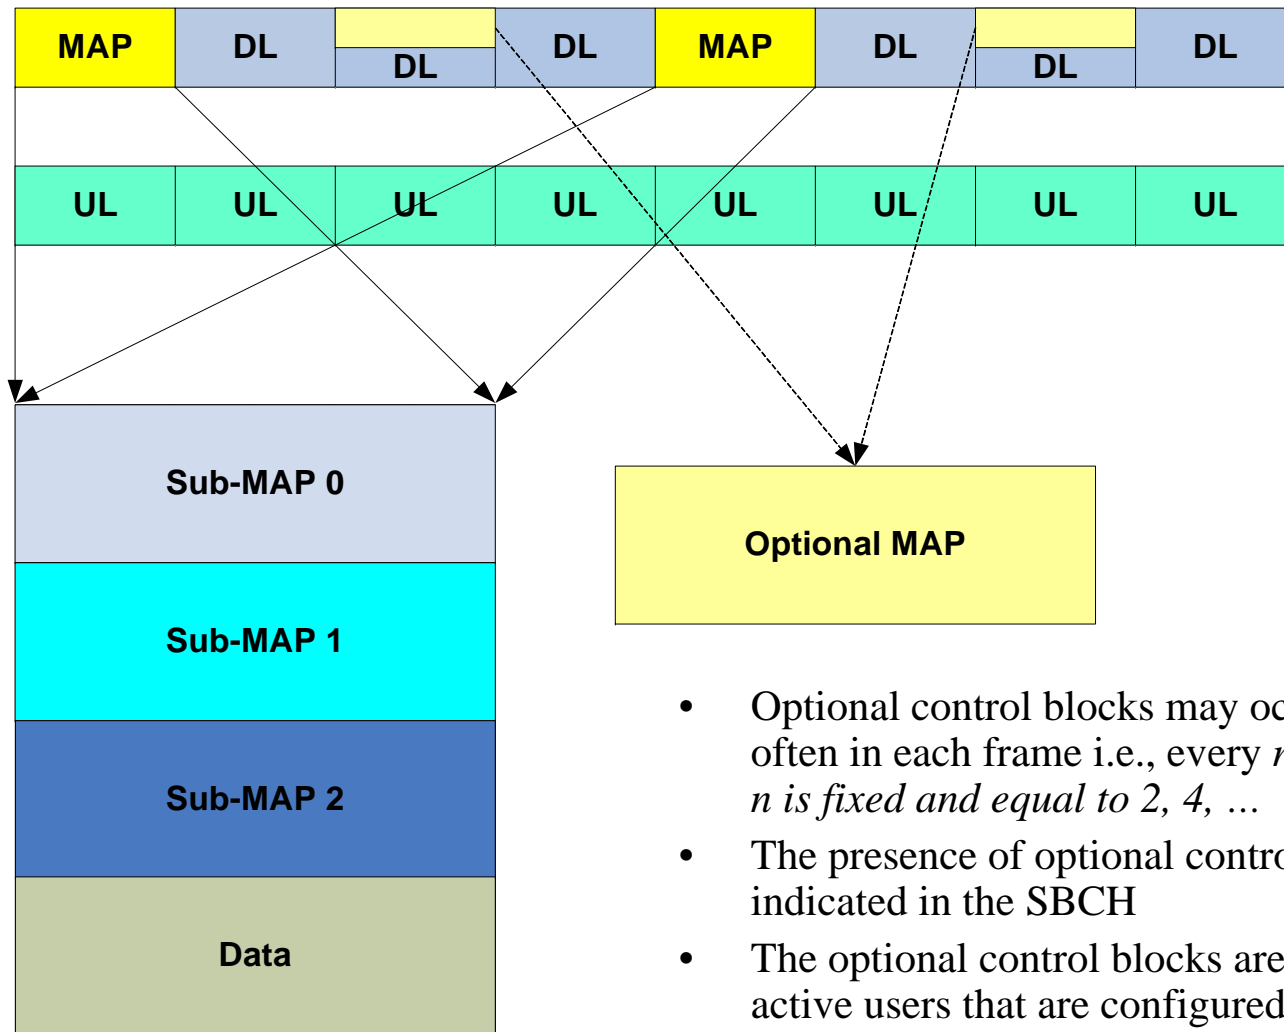 MAP DL DL DL MAP DL DL DL
UL UL UL UL UL UL UL UL
Sub-MAP 0
Optional MAP
Sub-MAP 1
Sub-MAP 2
Data
• Optional control blocks may
often in each frame i.e., every
n is fixed and equal to 2, 4, …
• The presence of optional
indicated in the SBCH
• The optional control blocks are
active users that are configured